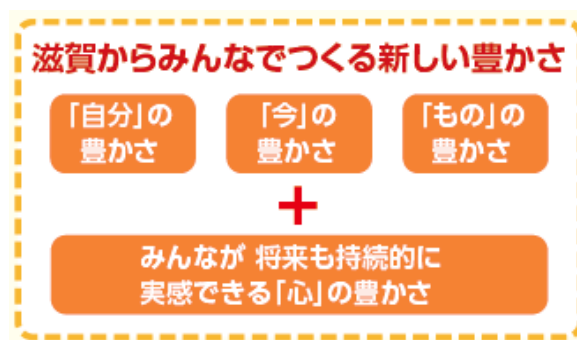 滋賀からみんなでつくる新しい豊かさ
「自分」の
豊かさ
「今」の
豊かさ
「もの」の
豊かさ
+
みんなが 将来も持続的に
実感できる「心」の豊かさ